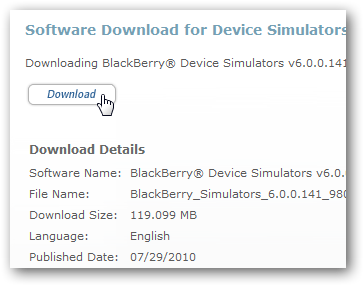 Software Download for Device Simulators
Downloading BlackBerry® Device Simulators v6.0.0.141
Download
Download Details
Software Name: BlackBerry® Device Simulators v6.0.
File Name: BlackBerry_Simulators_6.0.0.141_980
Download Size: 119.099 MB
Language: English
Published Date: 07/29/2010